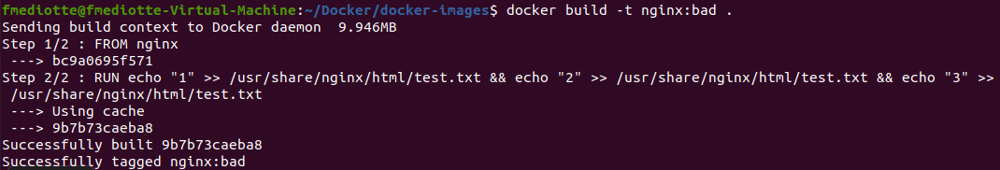 fmediotte@fmediotte-Virtual-Machine:~/Docker/docker-images$ docker build -t nginx:bad .
Sending build context to Docker daemon  9.946MB
Step 1/2 : FROM nginx
 ---> bc9a0695f571
Step 2/2 : RUN echo "1" >> /usr/share/nginx/html/test.txt && echo "2" >> /usr/share/nginx/html/test.txt && echo "3" >>
 /usr/share/nginx/html/test.txt
 ---> Using cache
 ---> 9b7b73caeba8
Successfully built 9b7b73caeba8
Successfully tagged nginx:bad